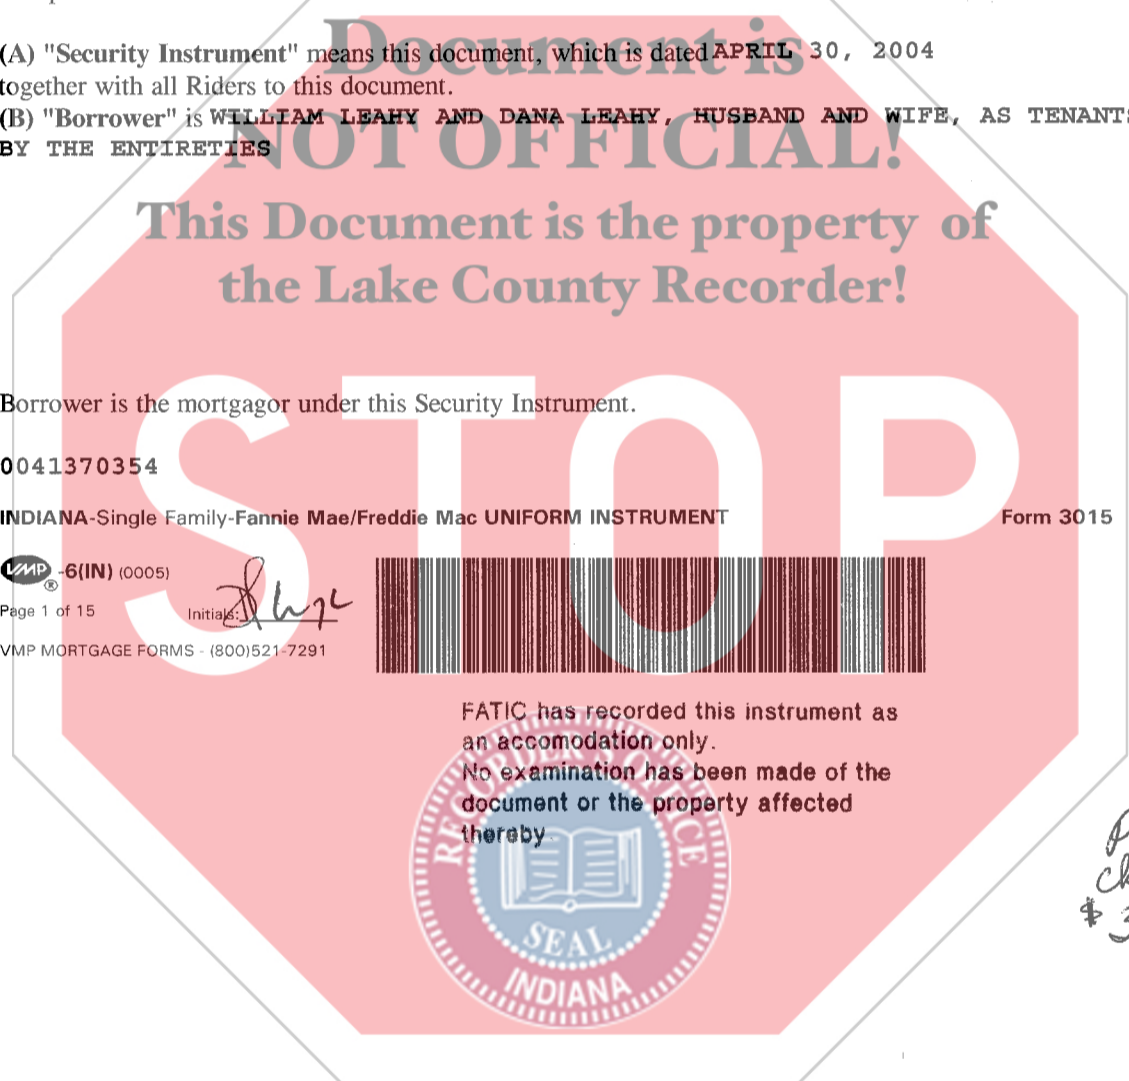 Document is
(A) "Security Instrument" means this document, which is dated APRIL 30, 2004
together with all Riders to this document.
(B) "Borrower" is WILLIAM LEAHY AND DANA LEAHY, HUSBAND AND WIFE, AS TENANTS
BY THE ENTIRETIES
NOT OFFICIAL!
This Document is the property of
the Lake County Recorder!
Borrower is the mortgagor under this Security Instrument.
STOP
0041370354
INDIANA-Single Family-Fannie Mae/Freddie Mac UNIFORM INSTRUMENT Form 3015
VMP ® -6(IN) (0005)
Page 1 of 15 Initials:
VMP MORTGAGE FORMS - (800)521-7291
FATIC has recorded this instrument as
an accomodation only.
No examination has been made of the
document or the property affected
thereby
RECORDER'S OFFICE
SEAL
INDIANA
$